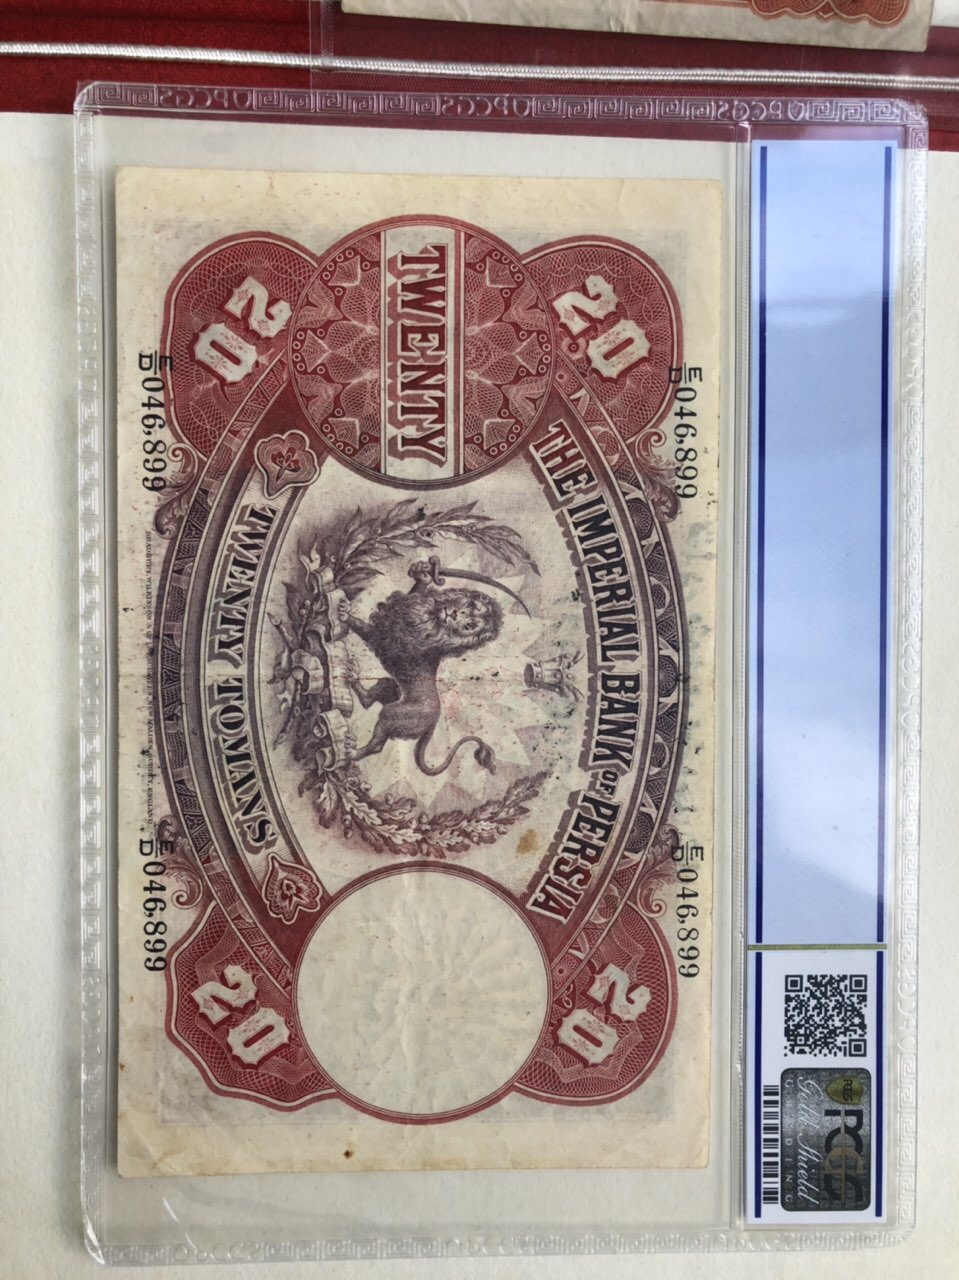 THE IMPERIAL BANK OF PERSIA
20
20
E/D 046,899
E/D 046,899
TWENTY
TWENTY TOMANS
20
20
E/D 046,899
E/D 046,899
PCGS
Gold Shield